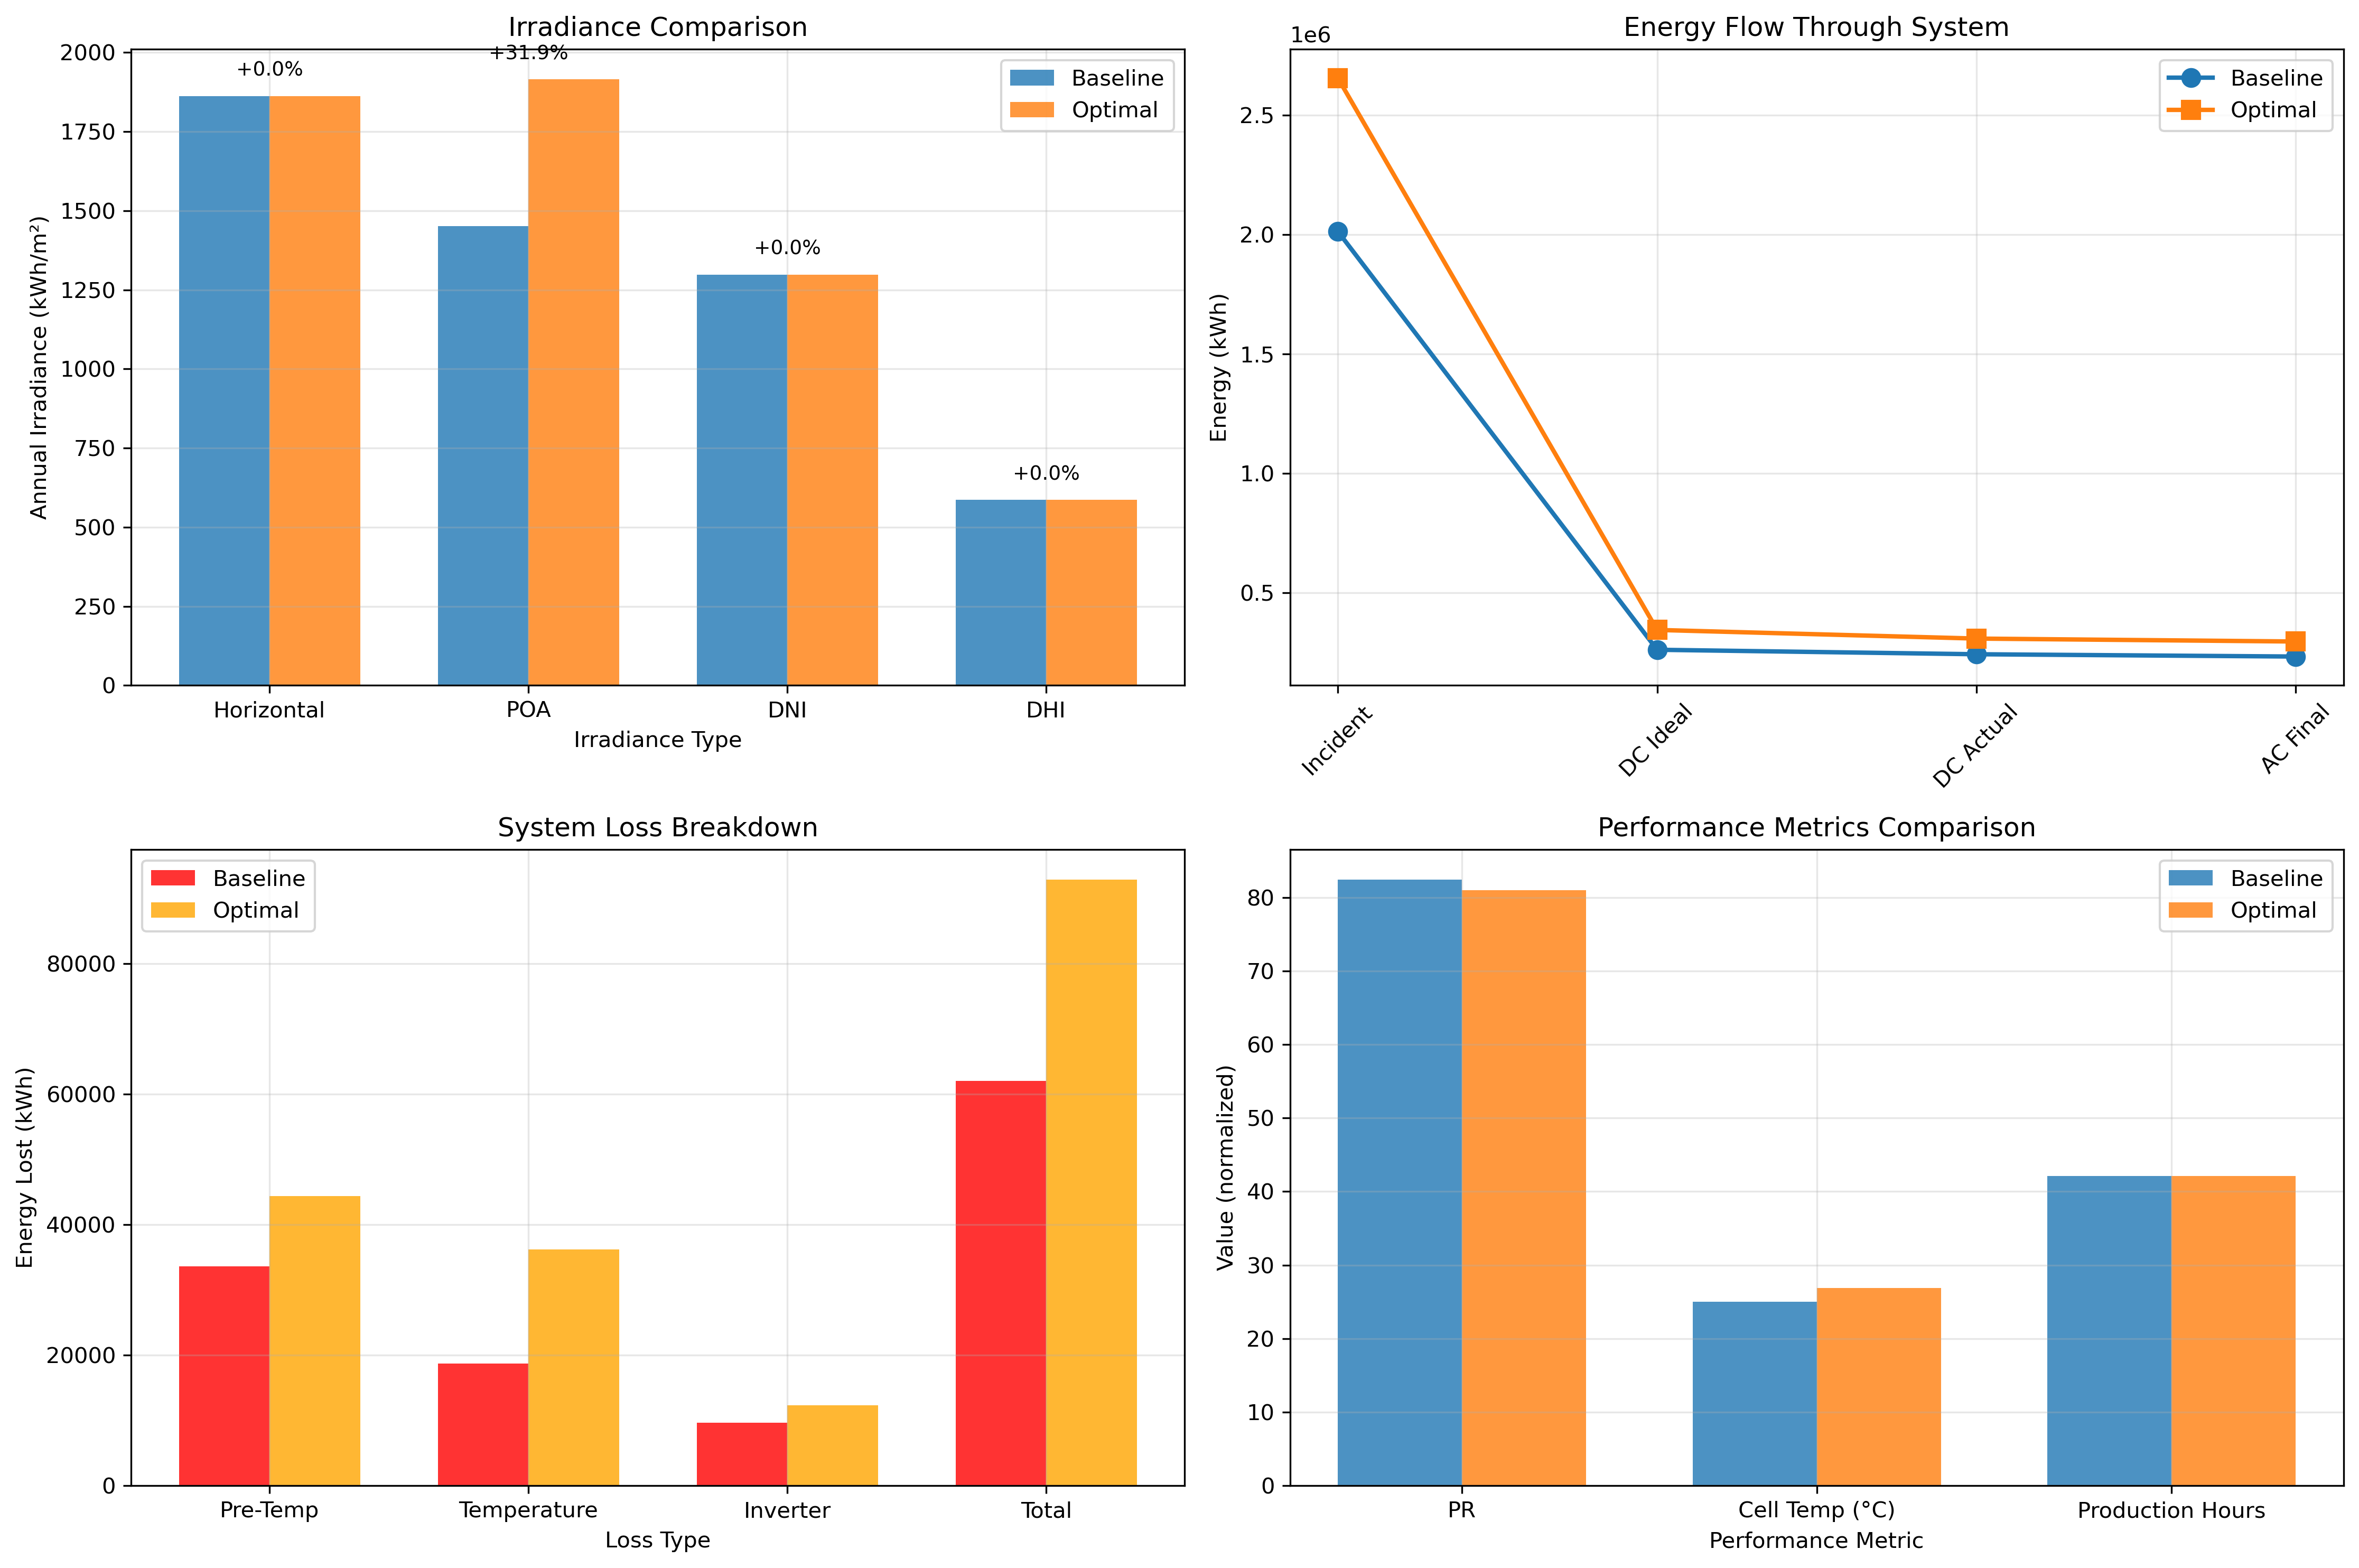 Irradiance Comparison
2000
1750
1500
1250
1000
750
500
250
0
Annual Irradiance (kWh/m²)
+0.0%
+31.9%
+0.0%
+0.0%
Baseline
Optimal
Horizontal
POA
DNI
DHI
Irradiance Type
Energy Flow Through System
1e6
2.5
2.0
1.5
1.0
0.5
Energy (kWh)
Baseline
Optimal
Incident
DC Ideal
DC Actual
AC Final
System Loss Breakdown
80000
60000
40000
20000
0
Energy Lost (kWh)
Baseline
Optimal
Pre-Temp
Temperature
Inverter
Total
Loss Type
Performance Metrics Comparison
80
70
60
50
40
30
20
10
0
Value (normalized)
Baseline
Optimal
PR
Cell Temp (°C)
Production Hours
Performance Metric